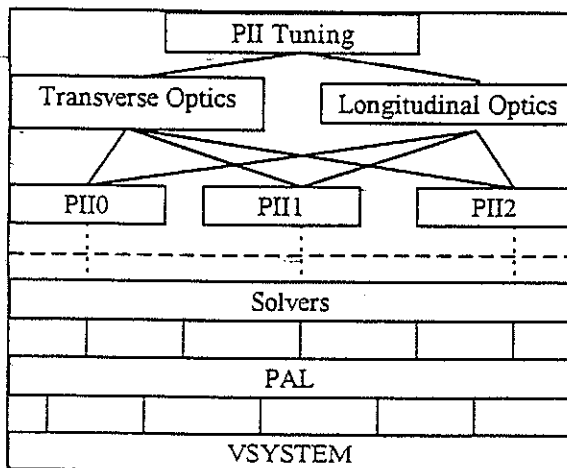 PII Tuning
Transverse Optics
Longitudinal Optics
PII0
PII1
PII2
Solvers
PAL
VSYSTEM